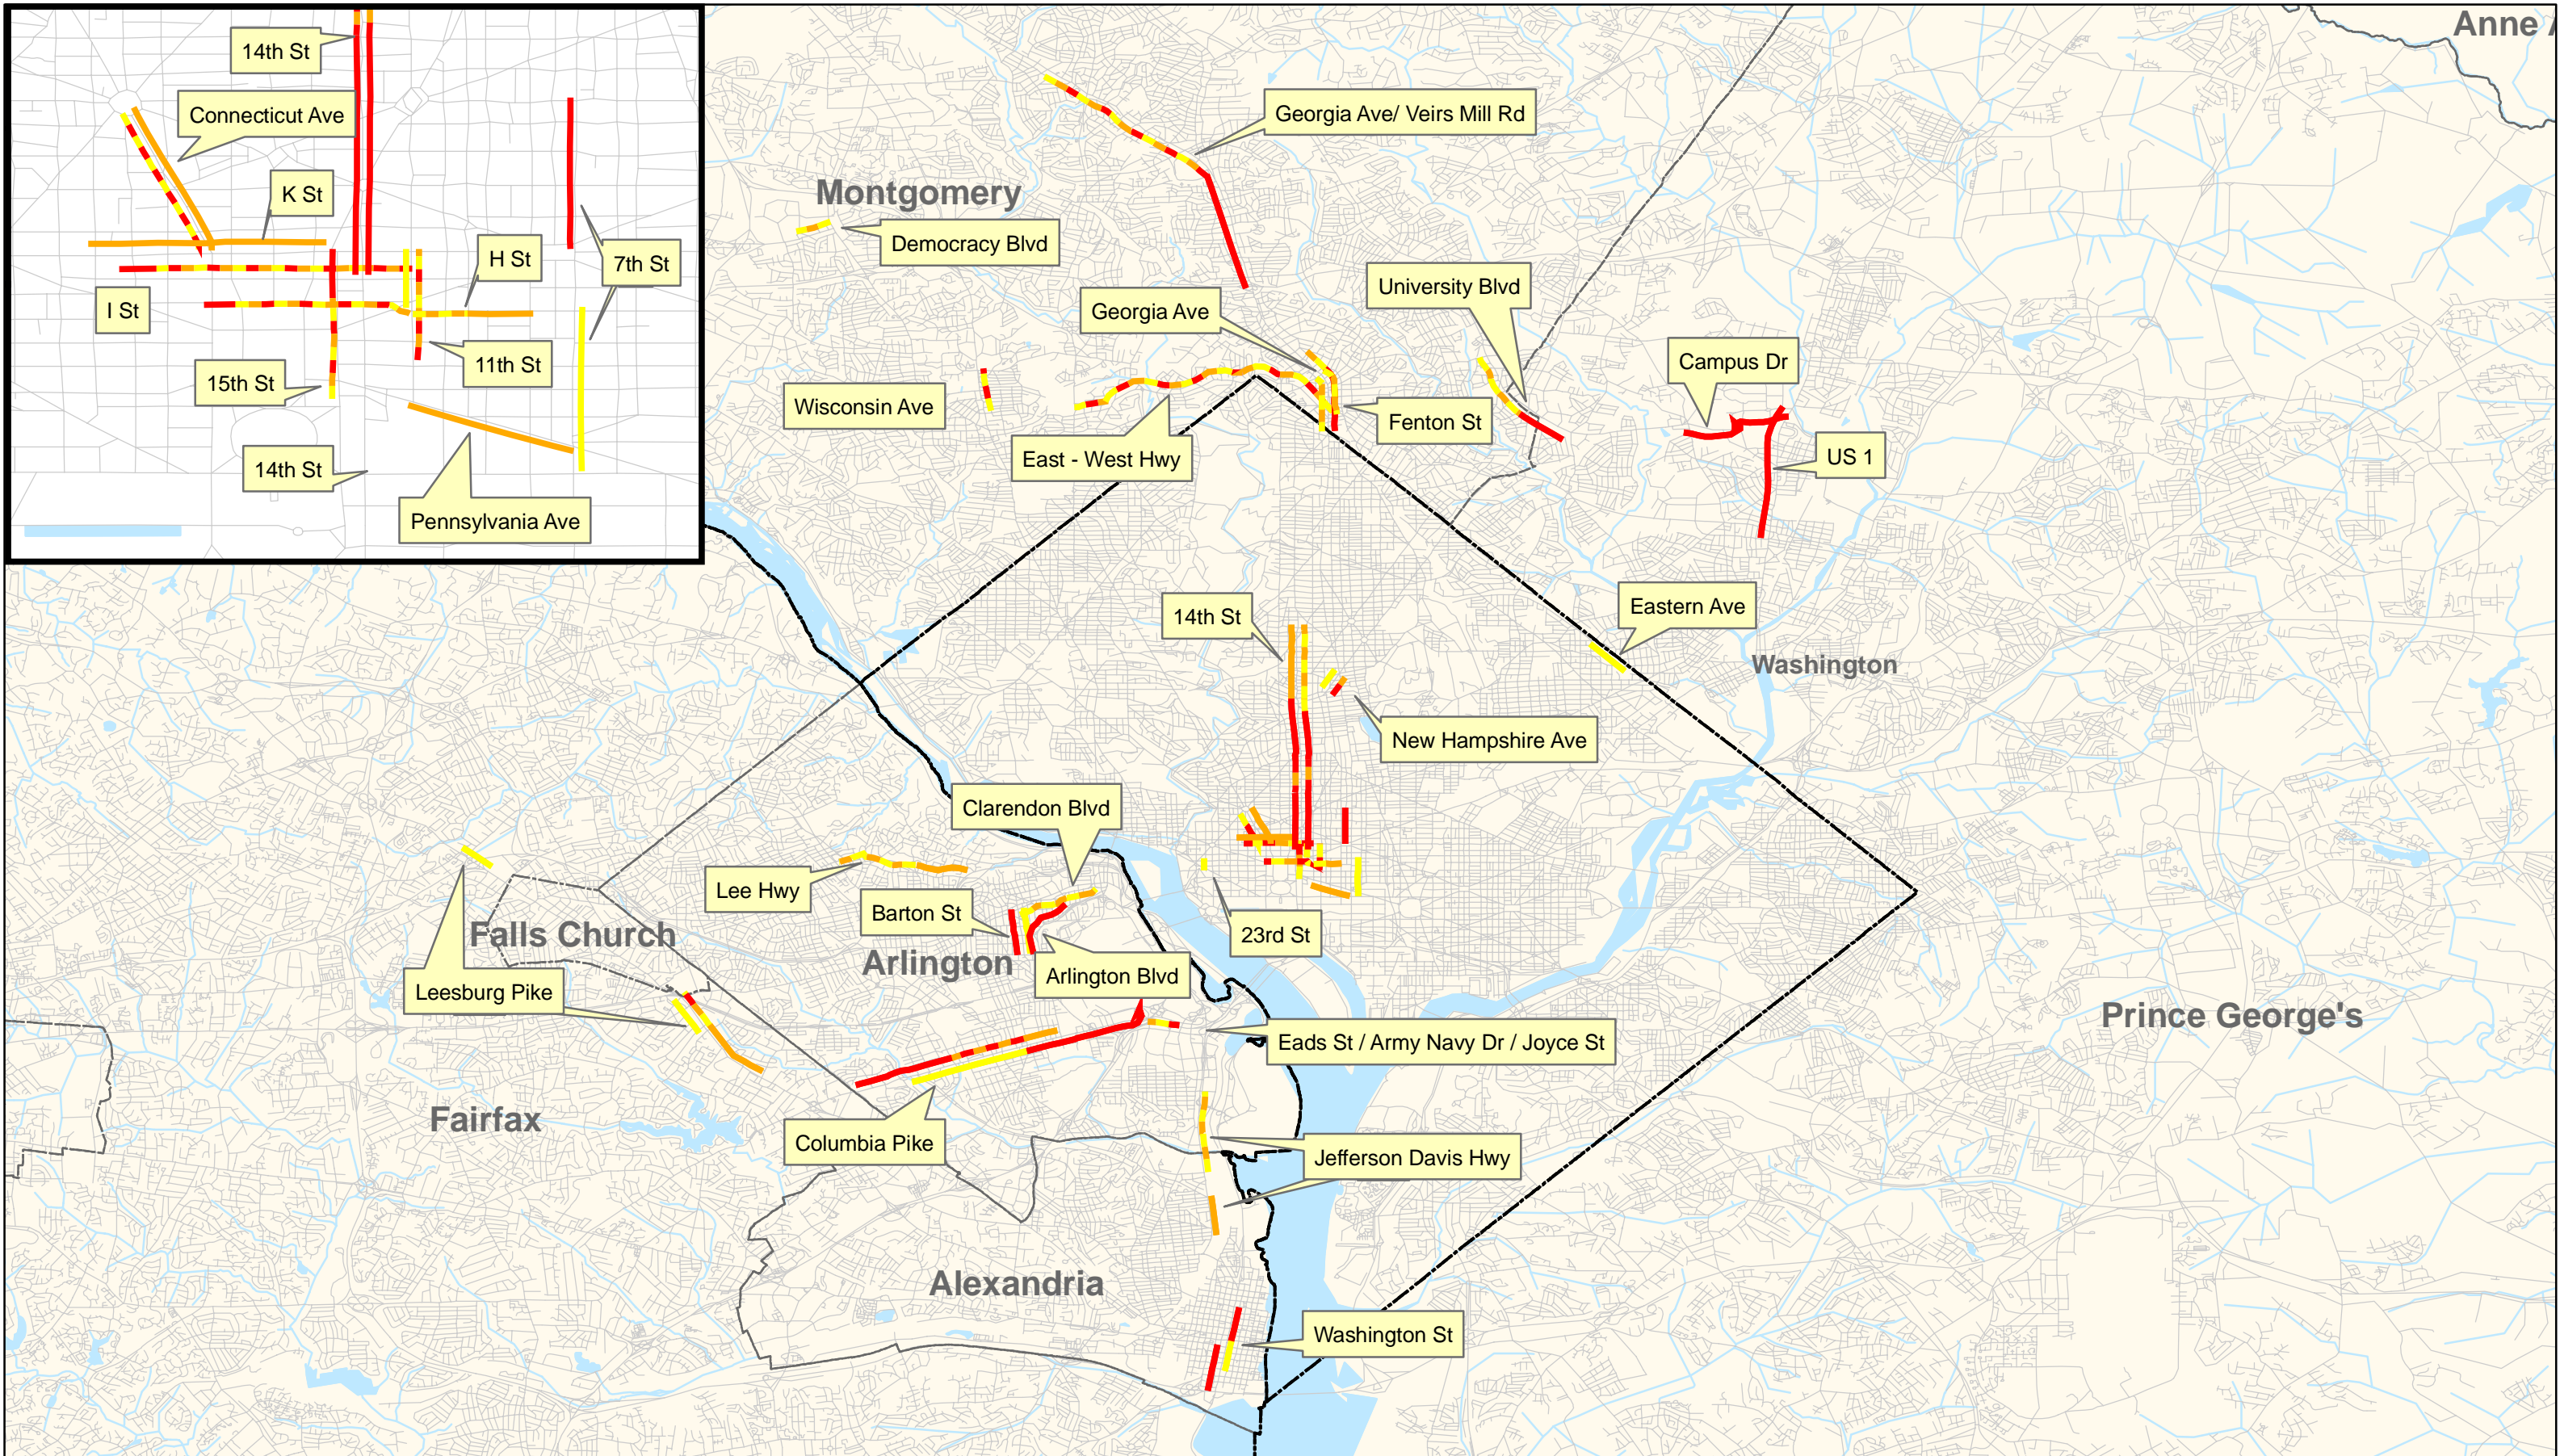 14th St
Connecticut Ave
K St
H St
7th St
I St
11th St
15th St
14th St
Pennsylvania Ave
Anne A
Georgia Ave/ Veirs Mill Rd
Montgomery
Democracy Blvd
University Blvd
Georgia Ave
Campus Dr
Wisconsin Ave
Fenton St
East - West Hwy
US 1
14th St
Eastern Ave
Washington
New Hampshire Ave
Clarendon Blvd
Lee Hwy
Barton St
23rd St
Falls Church
Arlington
Arlington Blvd
Leesburg Pike
Prince George's
Eads St / Army Navy Dr / Joyce St
Fairfax
Columbia Pike
Jefferson Davis Hwy
Alexandria
Washington St